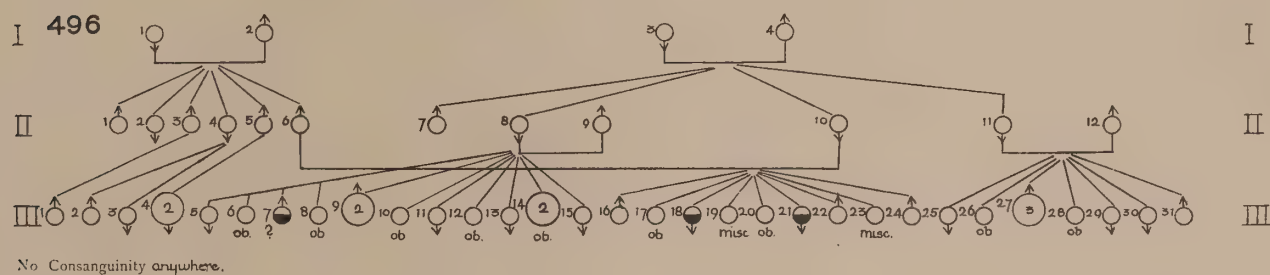 I 496 1 2 3 4 I
II 1 2 3 4 5 6 7 8 9 10 11 12 II
III 1 2 3 4 2 5 6 7 8 9 2 10 11 12 13 14 2 15 16 17 18 19 20 21 22 23 24 25 26 27 3 28 29 30 31 III
ob. ? ob ob ob. ob. ob misc ob. misc. ob ob
No Consanguinity anywhere.